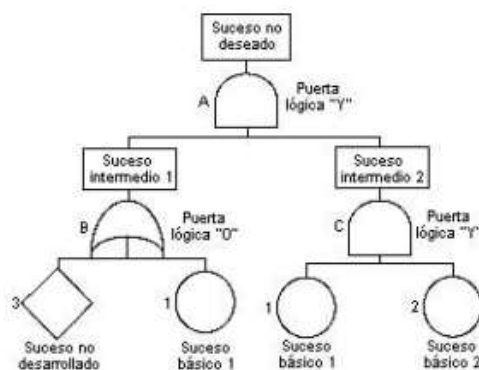 Suceso no
deseado
A
Puerta
lógica "Y"
Suceso
intermedio 1
Suceso
intermedio 2
B
Puerta
lógica "O"
C
Puerta
lógica "Y"
3
1
1
2
Suceso no
desarrollado
Suceso
básico 1
Suceso
básico 1
Suceso
básico 2